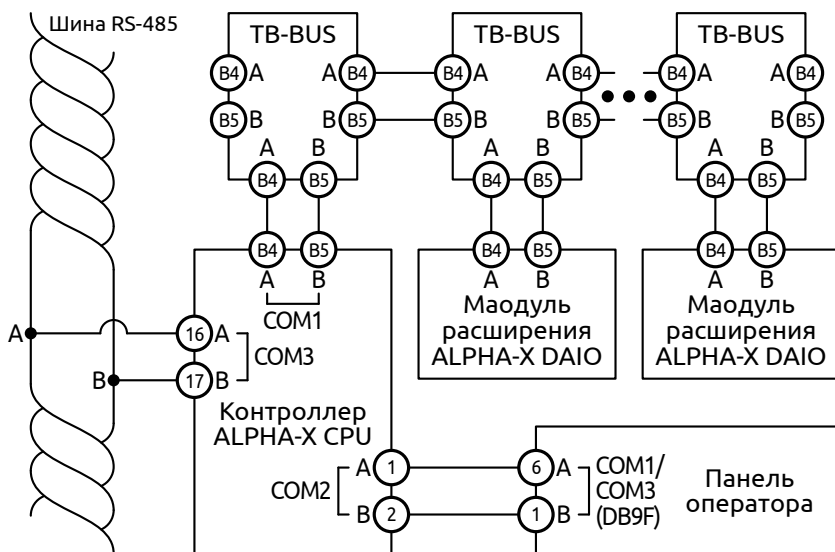 Шина RS-485
TB-BUS TB-BUS TB-BUS
B4 A A B4 B4 A A B4 B4 A A B4
B5 B B B5 B5 B B B5 B5 B B B5
A B A B A B
B4 B5 B4 B5 B4 B5
B4 B5 B4 B5 B4 B5
A B A B A B
COM1
Маодуль
расширения
ALPHA-X DAIO
Маодуль
расширения
ALPHA-X DAIO
A 16 A
COM3
B 17 B
Контроллер
ALPHA-X CPU
A 1 6 A
COM2
B 2 1 B
COM1/
COM3
(DB9F)
Панель
оператора